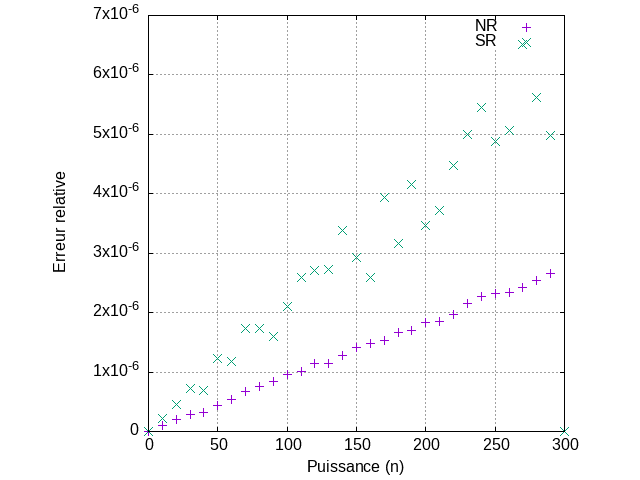 7x10-6
6x10-6
5x10-6
4x10-6
3x10-6
2x10-6
1x10-6
0
0 50 100 150 200 250 300
Erreur relative
Puissance (n)
NR
SR